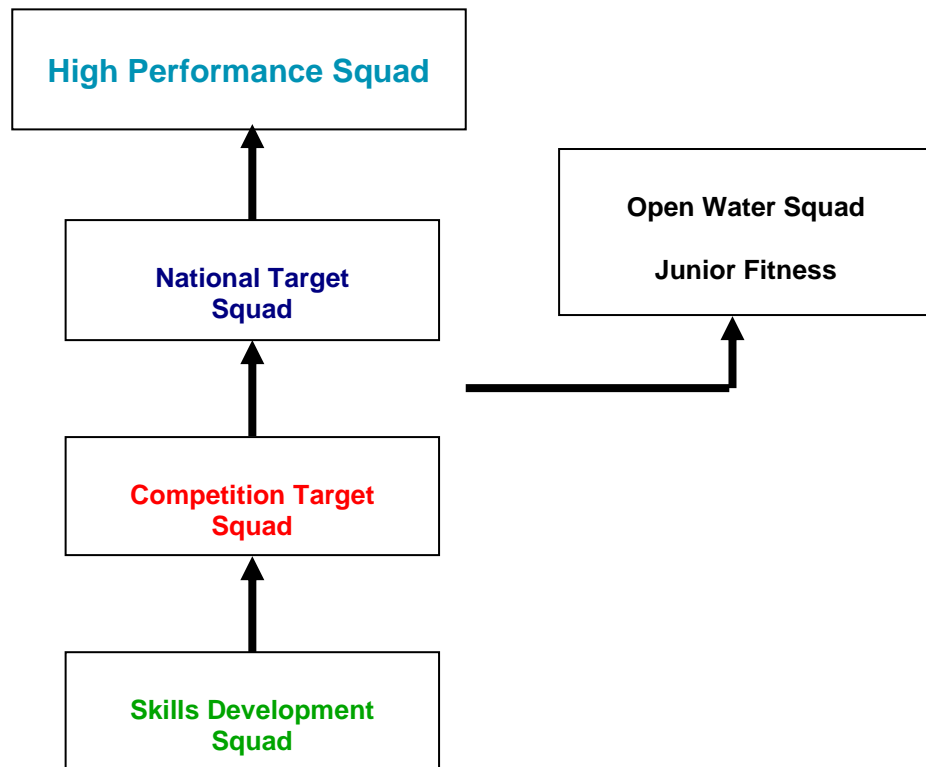 High Performance Squad
Open Water Squad
Junior Fitness
National Target
Squad
Competition Target
Squad
Skills Development
Squad